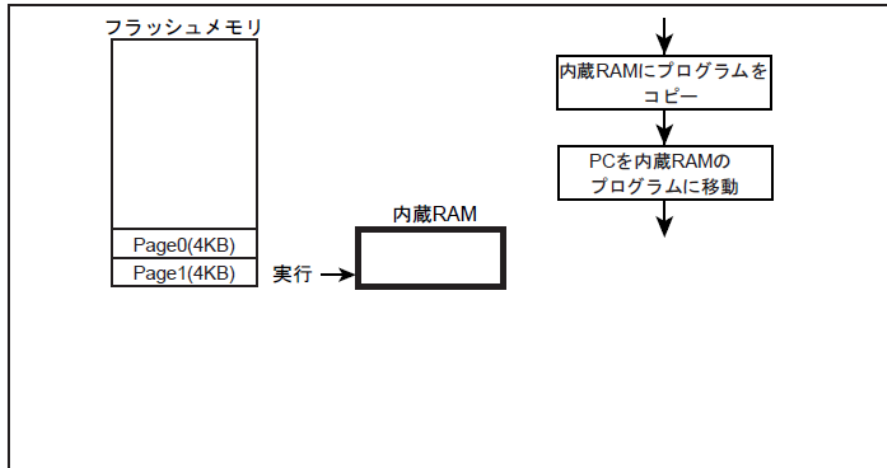 フラッシュメモリ
Page0(4KB)
Page1(4KB)
実行
内蔵RAM
内蔵RAMにプログラムを
コピー
PCを内蔵RAMの
プログラムに移動